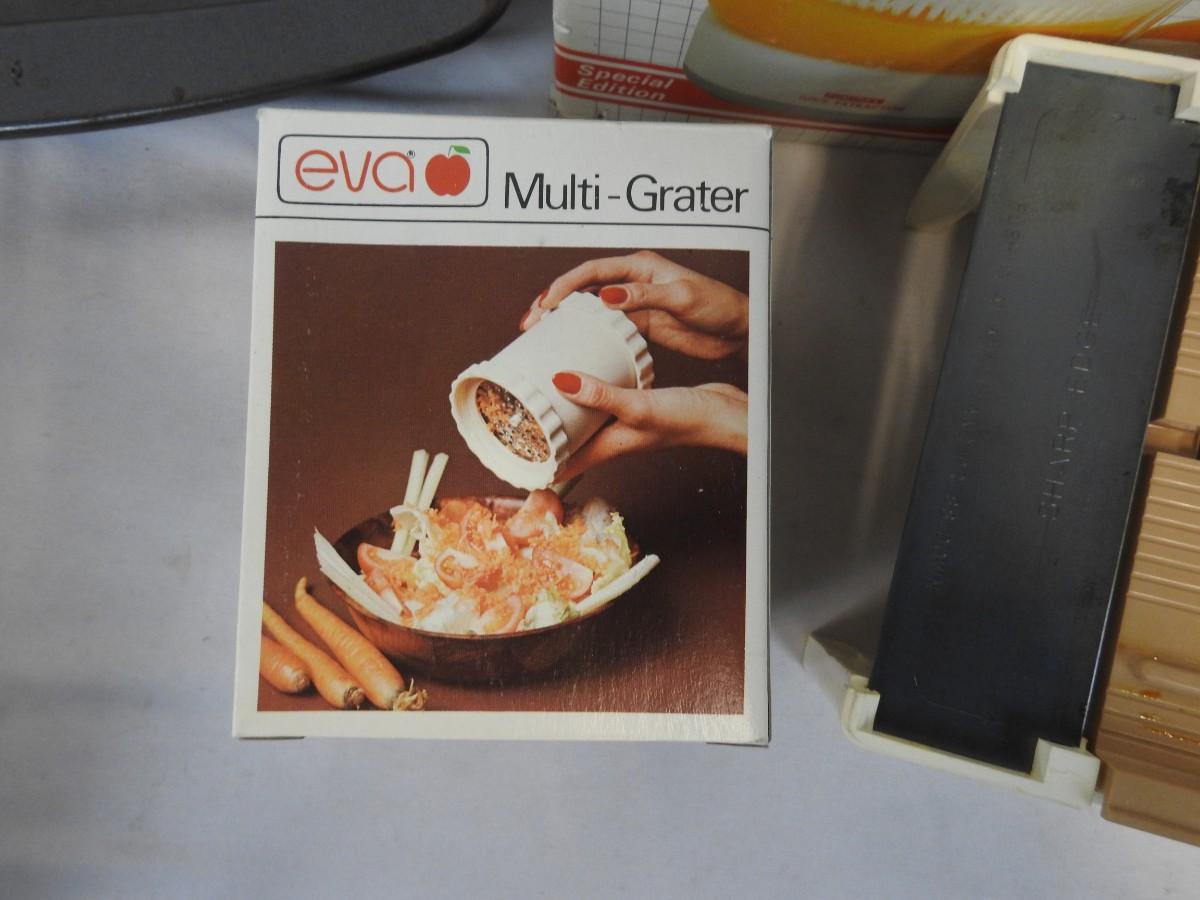 Special
Edition
eva®
Multi-Grater
SHARP EDGE